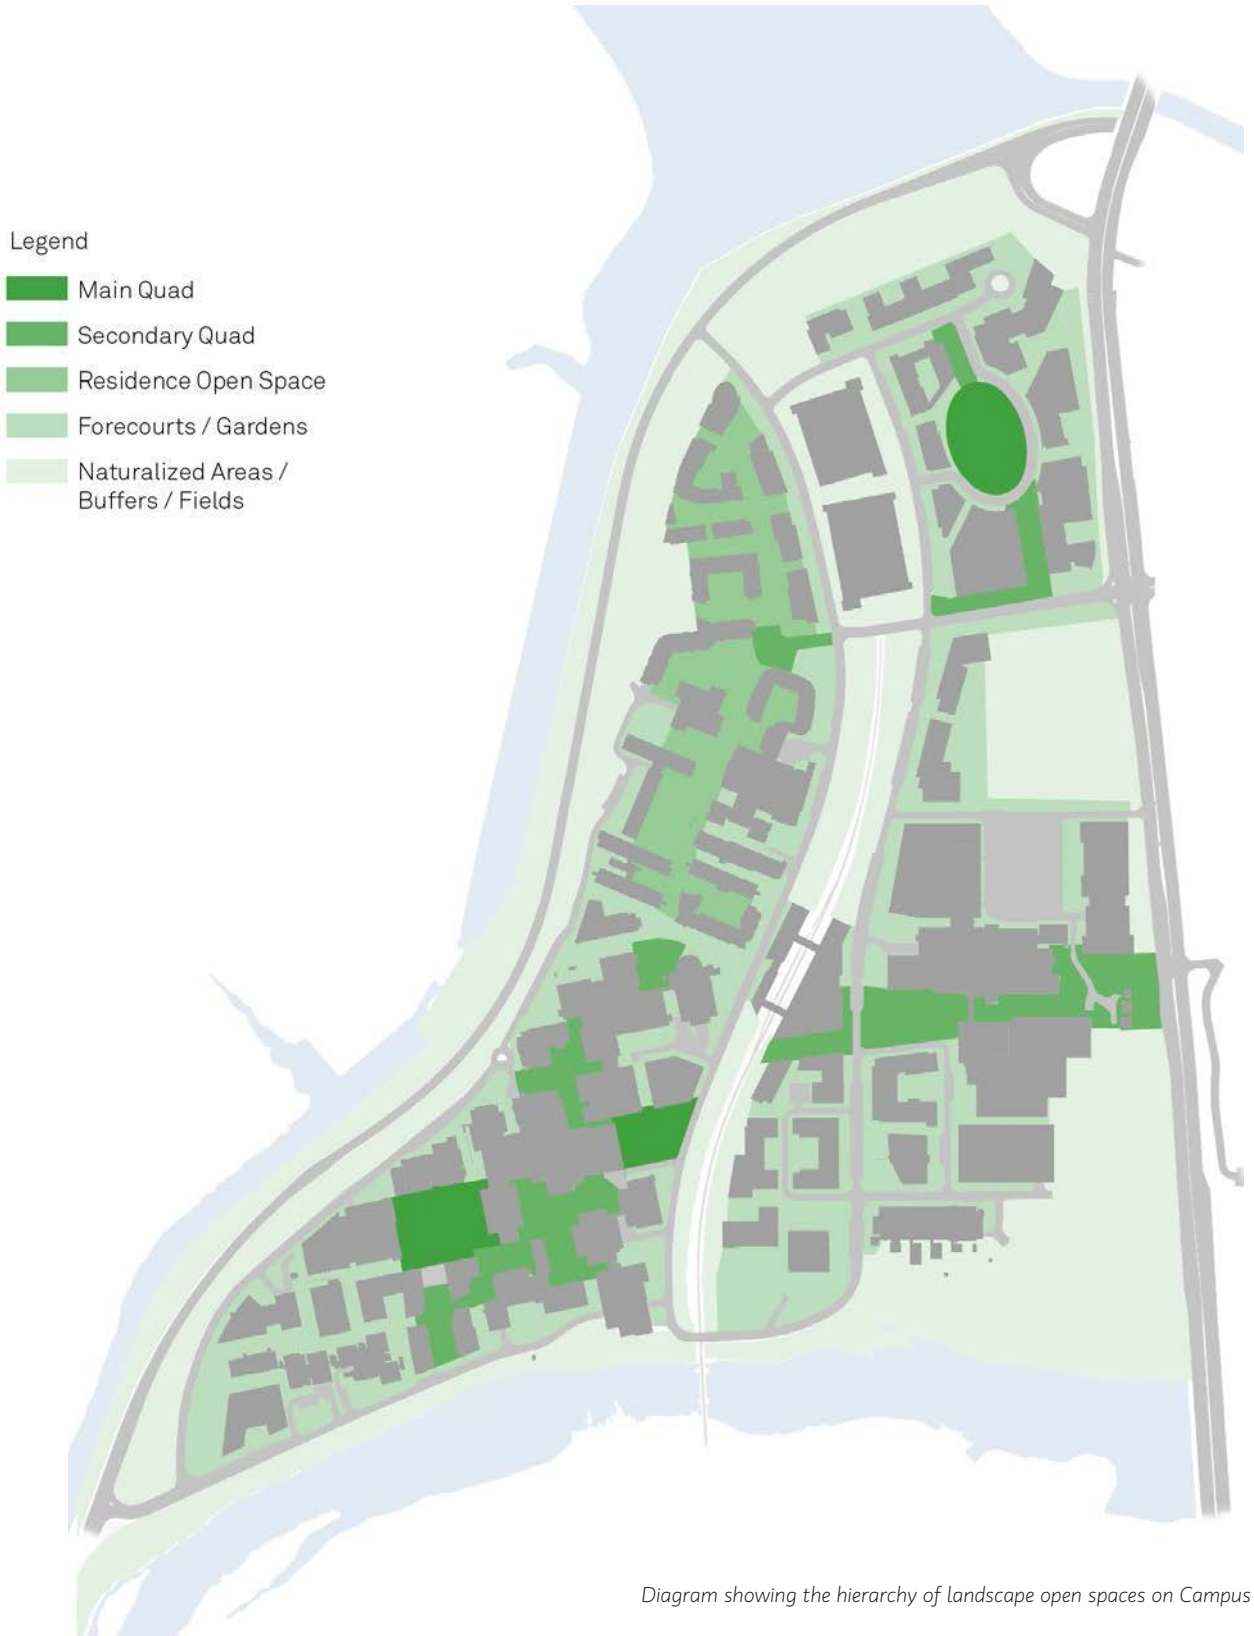 Legend
Main Quad
Secondary Quad
Residence Open Space
Forecourts / Gardens
Naturalized Areas /
Buffers / Fields
Diagram showing the hierarchy of landscape open spaces on Campus